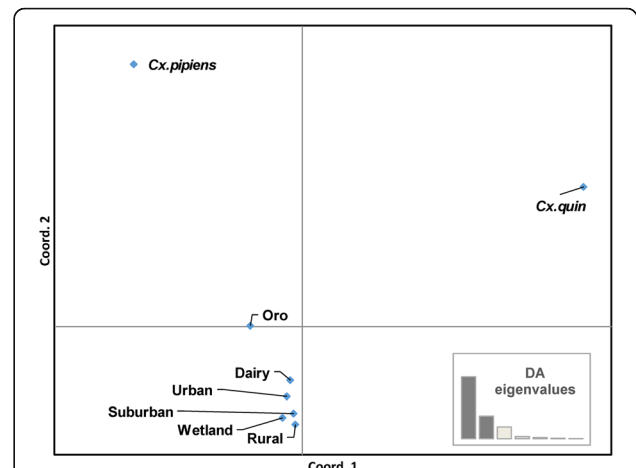 Cx.pipiens
Cx.quin
Coord. 2
Oro
Dairy
Urban
Suburban
Wetland
Rural
DA
eigenvalues
Coord. 1